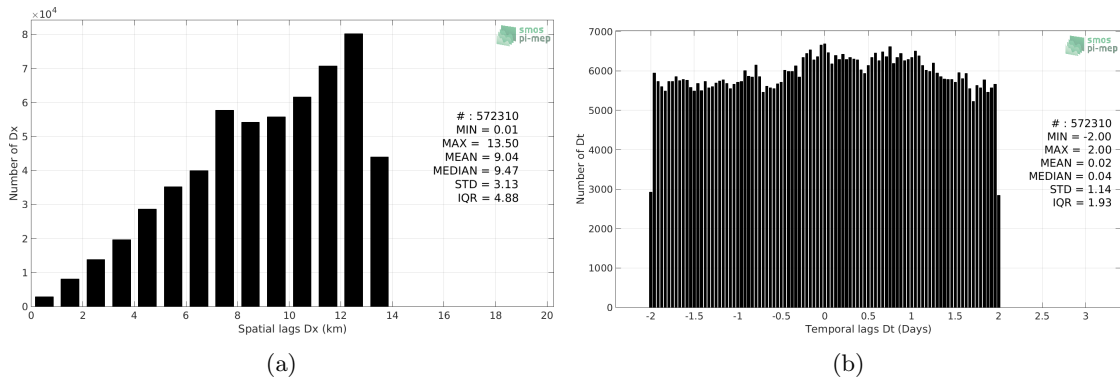 ×10⁴
8
7
6
5
4
3
2
1
0
Number of Dx
0 2 4 6 8 10 12 14 16 18 20
Spatial lags Dx (km)
smos
pi-mep
# : 572310
MIN = 0.01
MAX = 13.50
MEAN = 9.04
MEDIAN = 9.47
STD = 3.13
IQR = 4.88
(a)
7000
6000
5000
4000
3000
2000
1000
0
Number of Dt
-2 -1.5 -1 -0.5 0 0.5 1 1.5 2 2.5 3
Temporal lags Dt (Days)
smos
pi-mep
# : 572310
MIN = -2.00
MAX = 2.00
MEAN = 0.02
MEDIAN = 0.04
STD = 1.14
IQR = 1.93
(b)